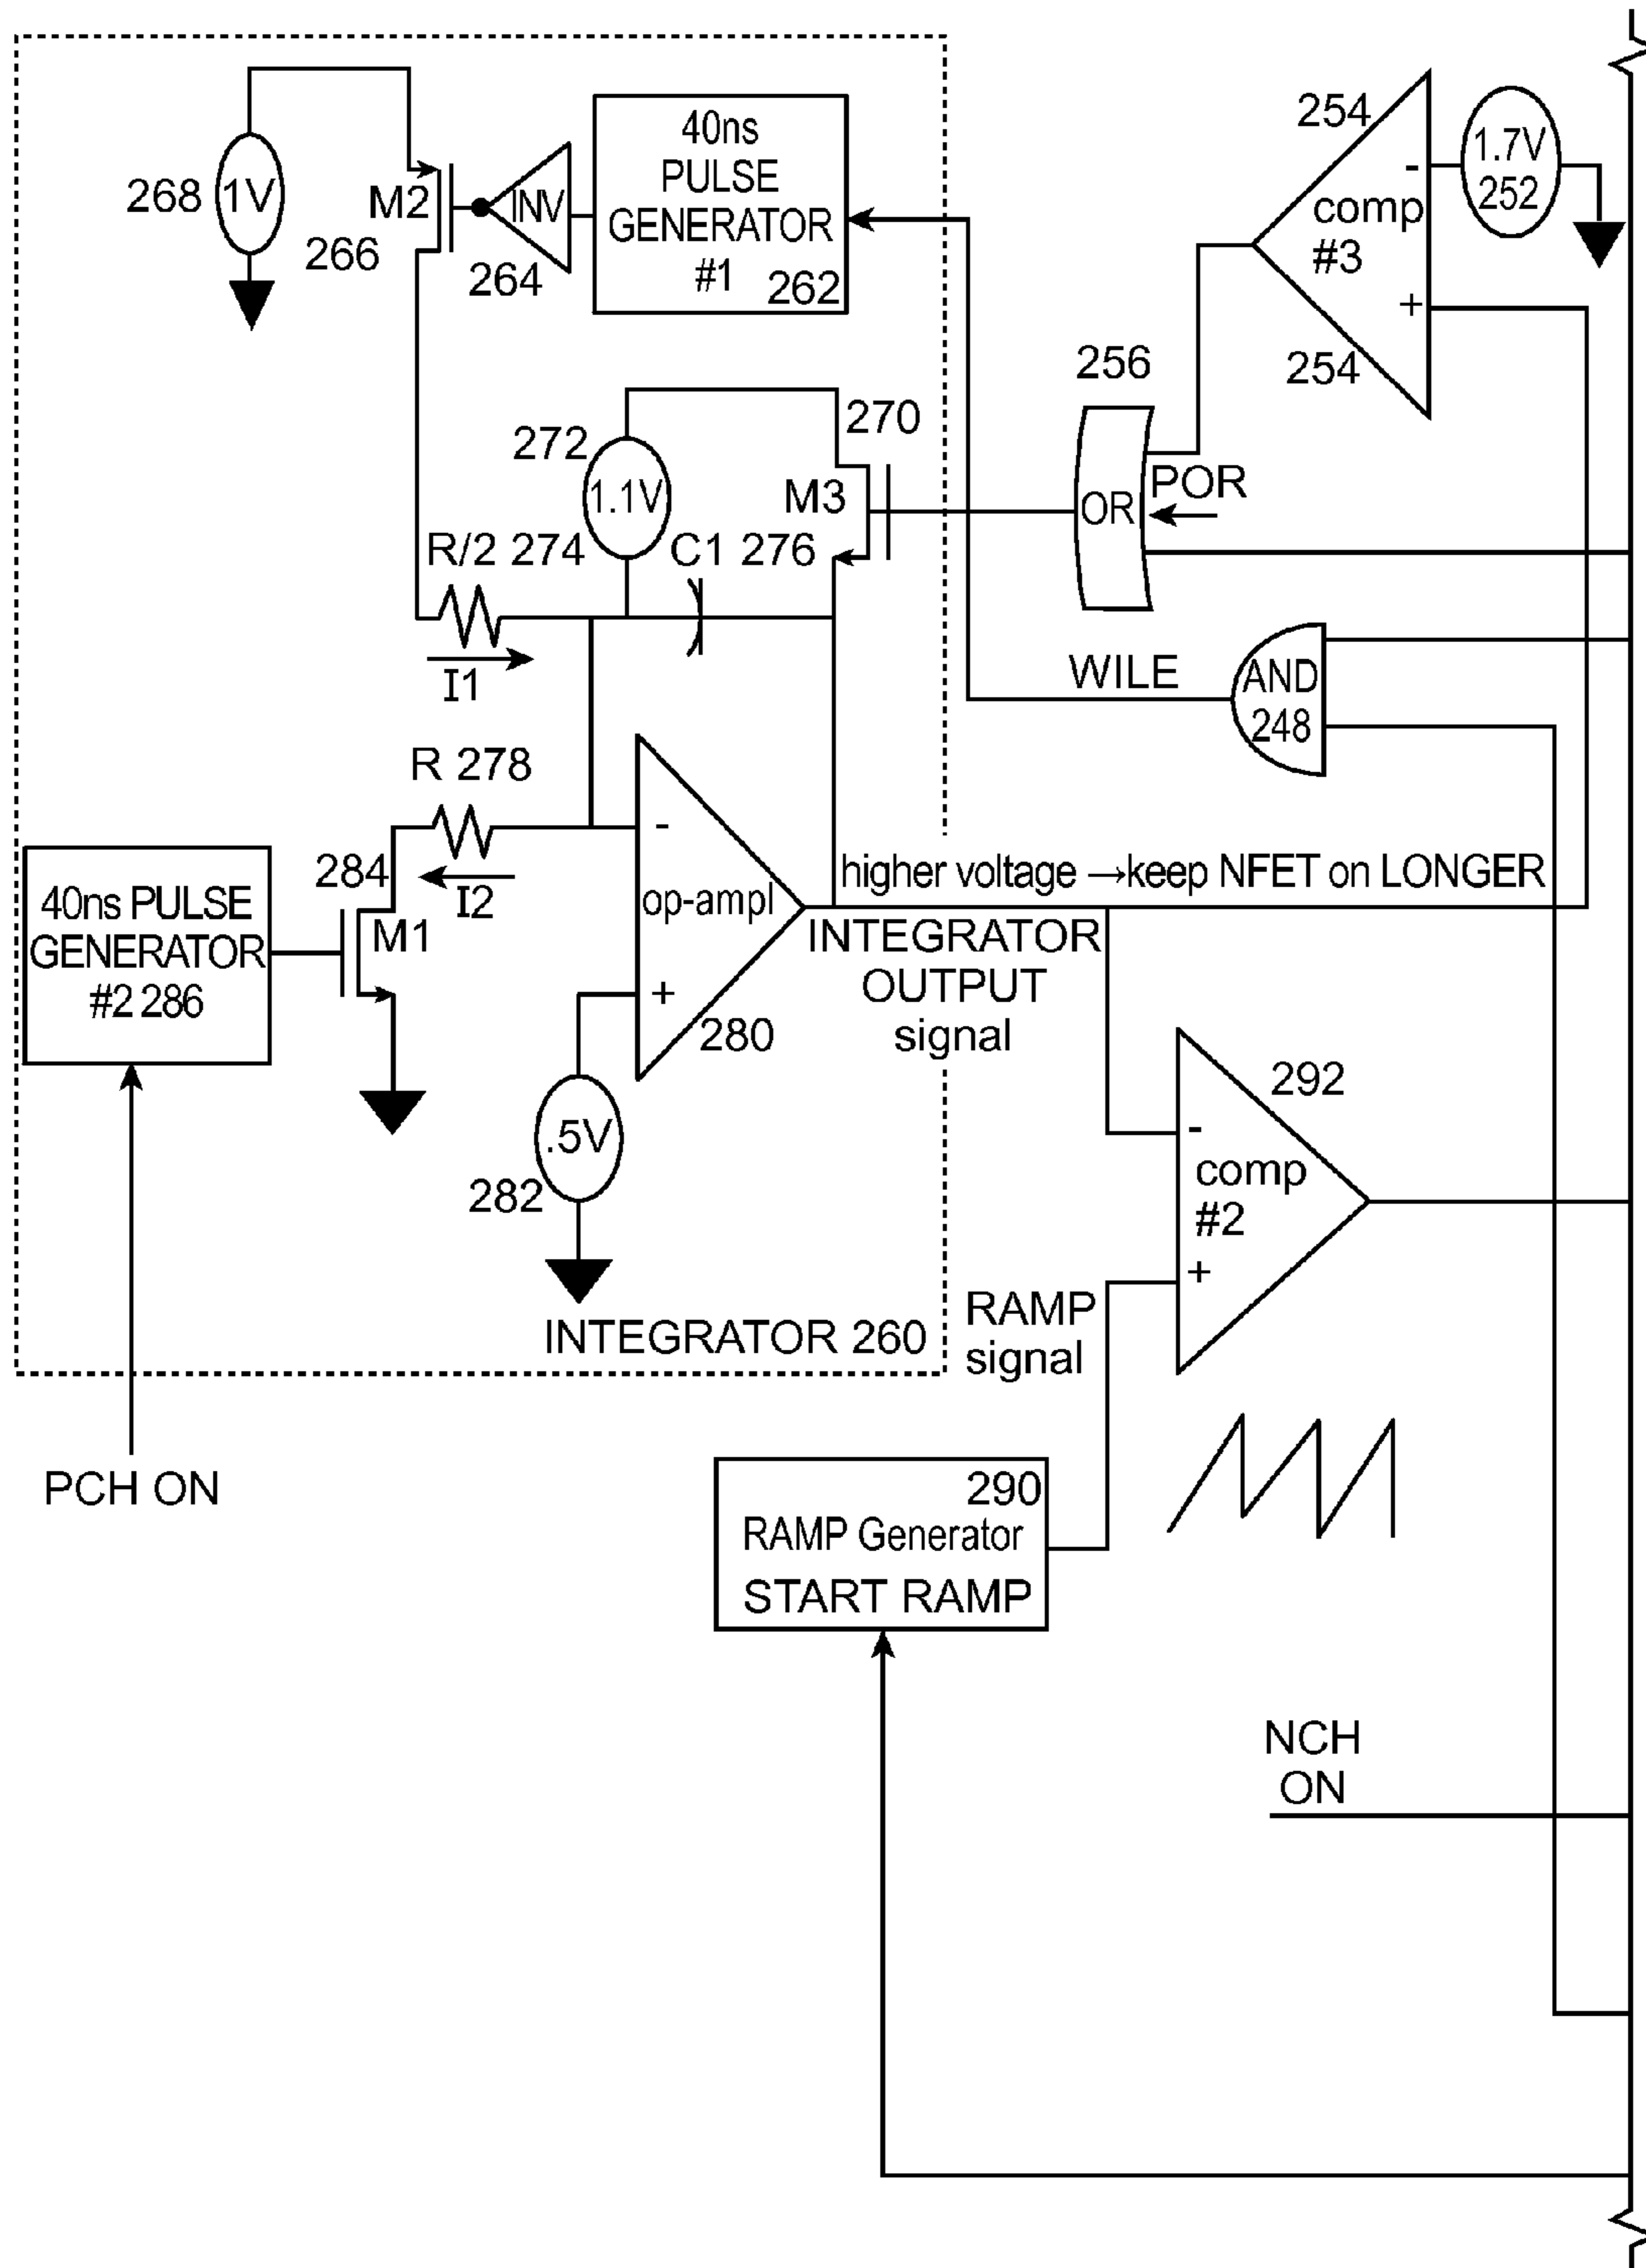 40ns
PULSE
GENERATOR
#1
262
268
1V
M2
266
INV
264
254
1.7V
252
-
comp
#3
+
254
256
OR
POR
272
1.1V
270
M3
R/2 274
C1 276
I1
WILE
AND
248
R 278
284
I2
M1
40ns PULSE
GENERATOR
#2 286
-
op-ampl
+
280
higher voltage →keep NFET on LONGER
INTEGRATOR
OUTPUT
signal
.5V
282
292
-
comp
#2
+
INTEGRATOR 260
RAMP
signal
PCH ON
290
RAMP Generator
START RAMP
NCH
ON